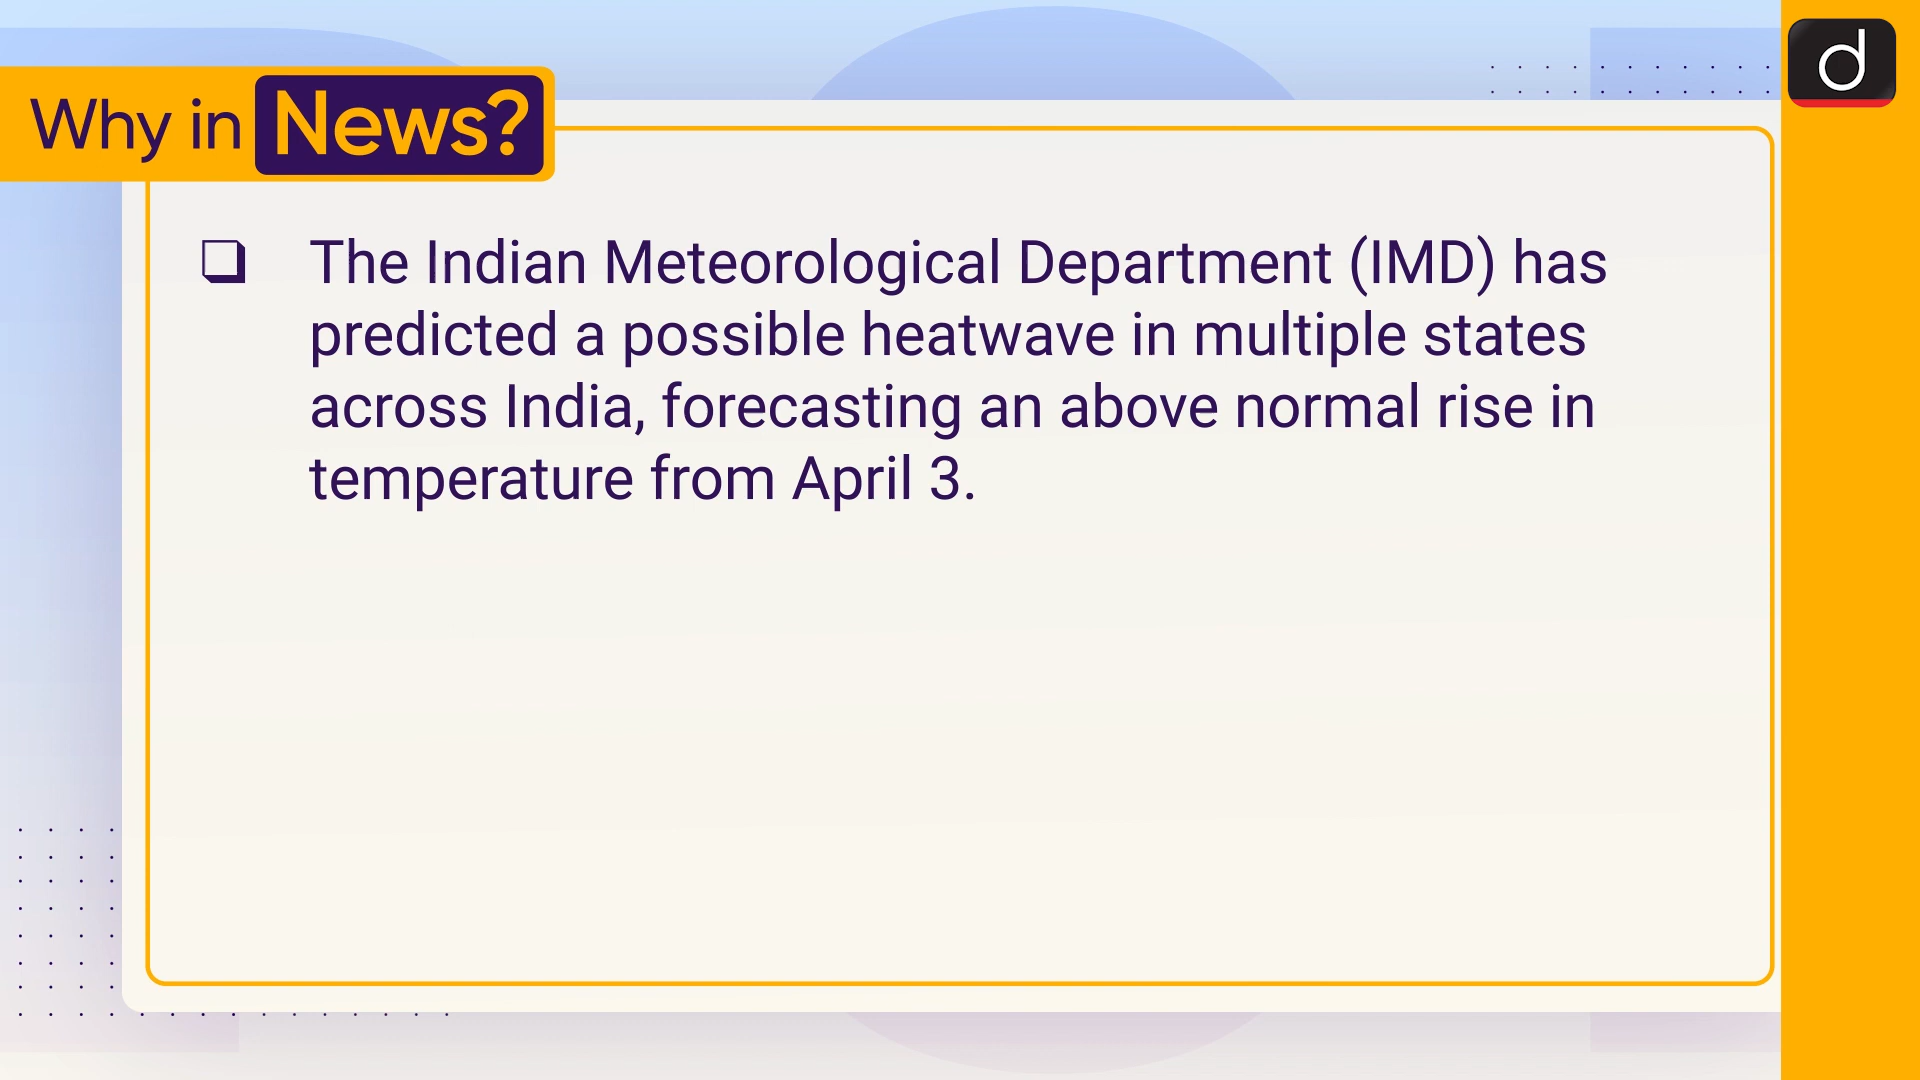 Why in News?
❑ The Indian Meteorological Department (IMD) has
predicted a possible heatwave in multiple states
across India, forecasting an above normal rise in
temperature from April 3.
d